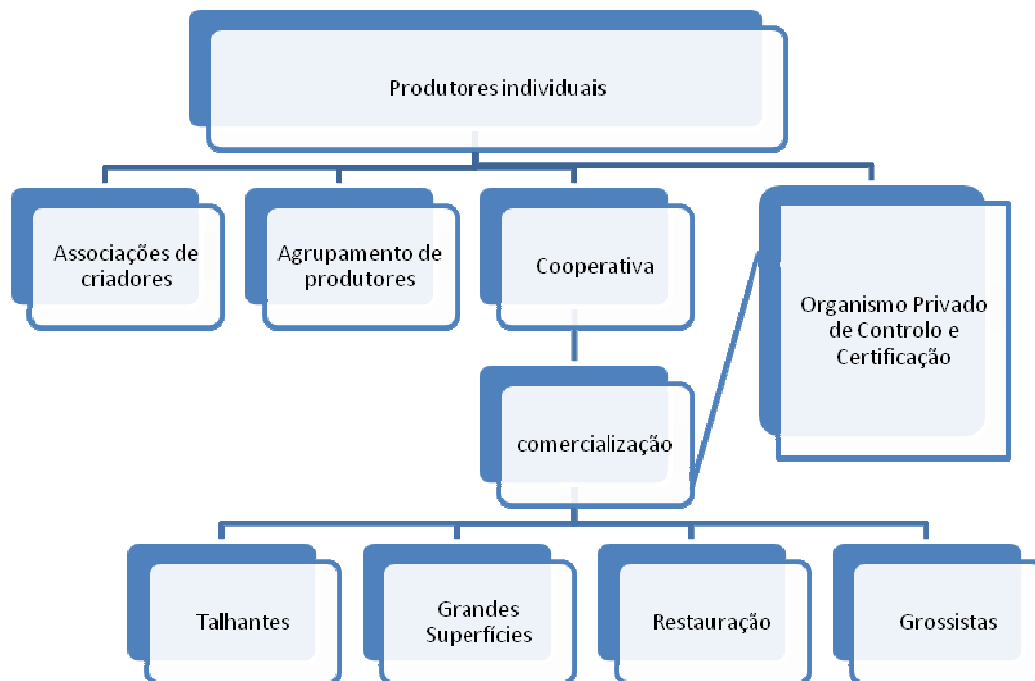 Produtores individuais
Associações de
criadores
Agrupamento de
produtores
Cooperativa
Organismo Privado
de Controlo e
Certificação
comercialização
Talhantes
Grandes
Superfícies
Restauração
Grossistas